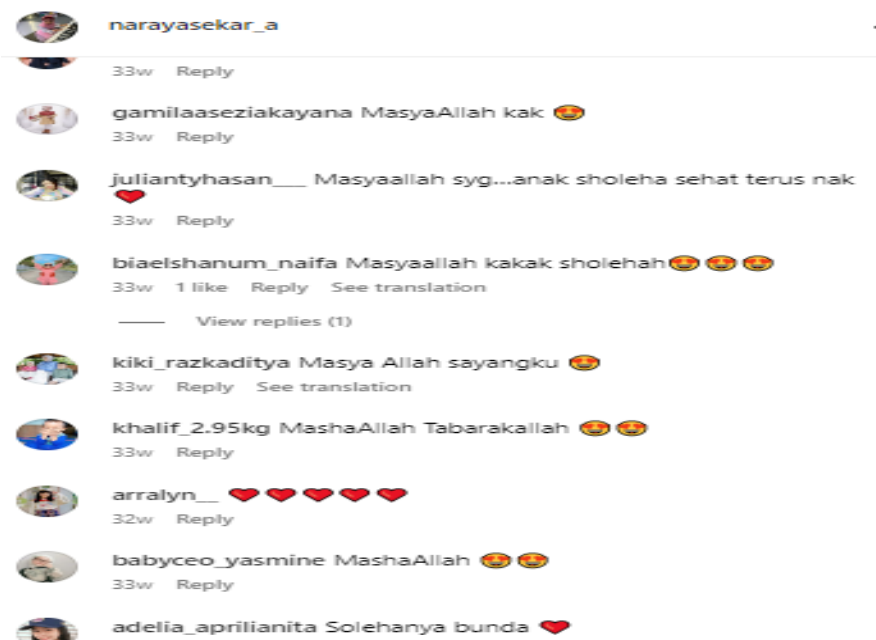 narayasekar_a
33w Reply
gamilaaseziakayana MasyaAllah kak 😍
33w Reply
juliantyhasan___ Masyaallah syg...anak sholeha sehat terus nak
❤️
33w Reply
biaelshanum_naifa Masyaallah kakak sholehah😍😍😍
33w 1 like Reply See translation
View replies (1)
kiki_razkaditya Masya Allah sayangku 😍
33w Reply See translation
khalif_2.95kg MashaAllah Tabarakallah 😍😍
33w Reply
arralyn__ ❤️❤️❤️❤️❤️
32w Reply
babyceo_yasmine MashaAllah 😍😍
33w Reply
adelia_aprilianita Solehanya bunda ❤️